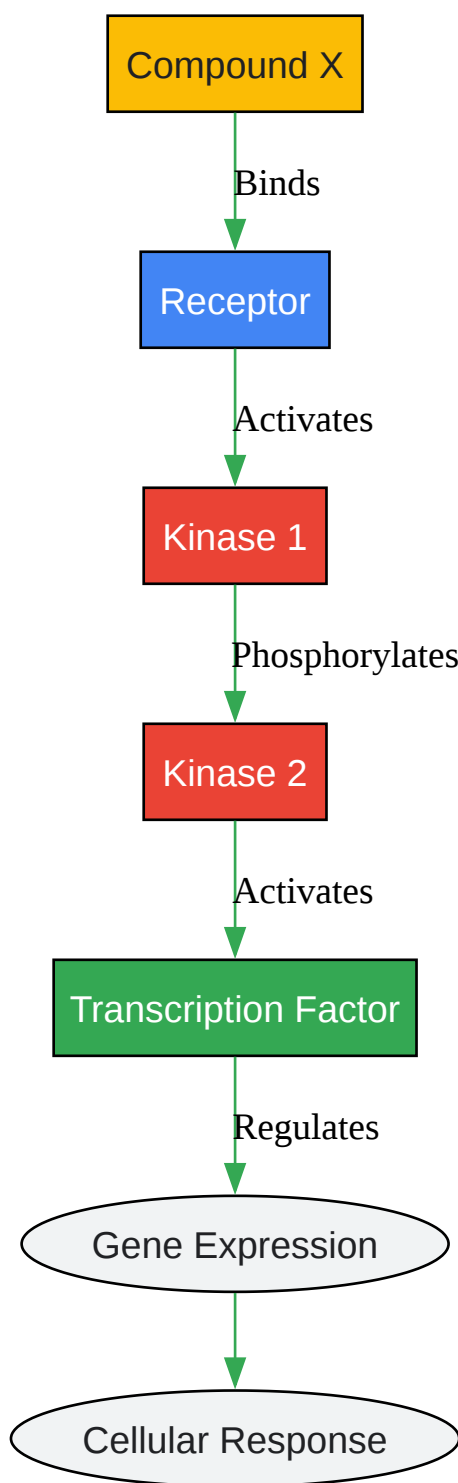 Compound X
Binds
Receptor
Activates
Kinase 1
Phosphorylates
Kinase 2
Activates
Transcription Factor
Regulates
Gene Expression
Cellular Response